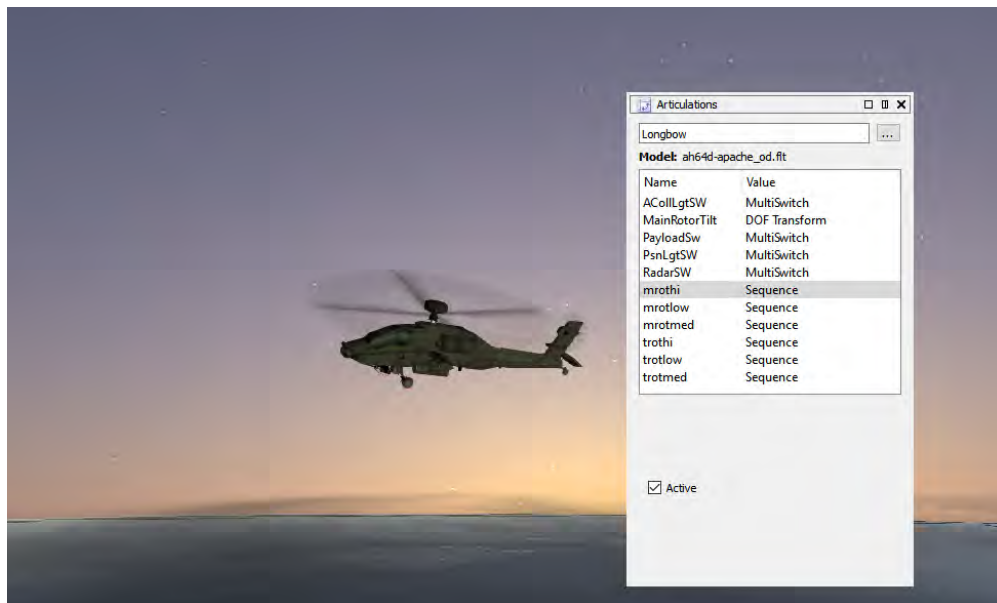 Articulations
Longbow
...
Model: ah64d-apache_od.flt
Name Value
ACollLgtSW MultiSwitch
MainRotorTilt DOF Transform
PayloadSw MultiSwitch
PsnLgtSW MultiSwitch
RadarSW MultiSwitch
mrothi Sequence
mrotlow Sequence
mrotmed Sequence
trothi Sequence
trotlow Sequence
trotmed Sequence
Active